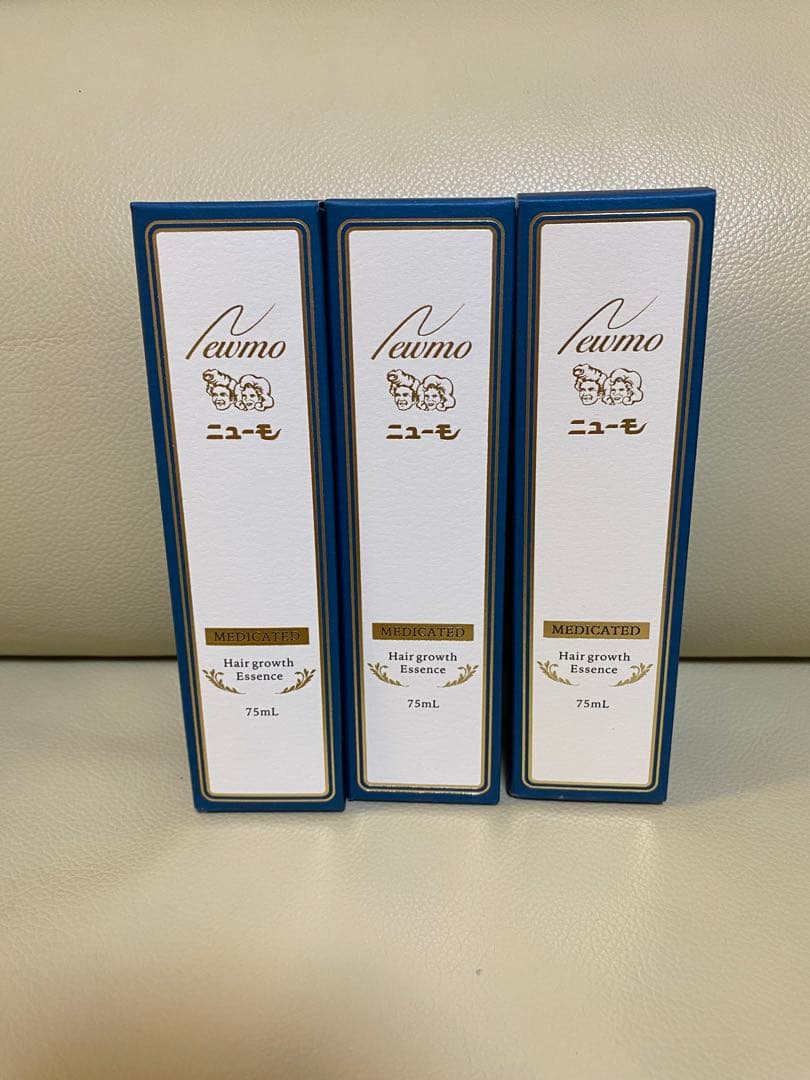 Newmo
ニューモ
MEDICATED
Hair growth
Essence
75mL
Newmo
ニューモ
MEDICATED
Hair growth
Essence
75mL
Newmo
ニューモ
MEDICATED
Hair growth
Essence
75mL